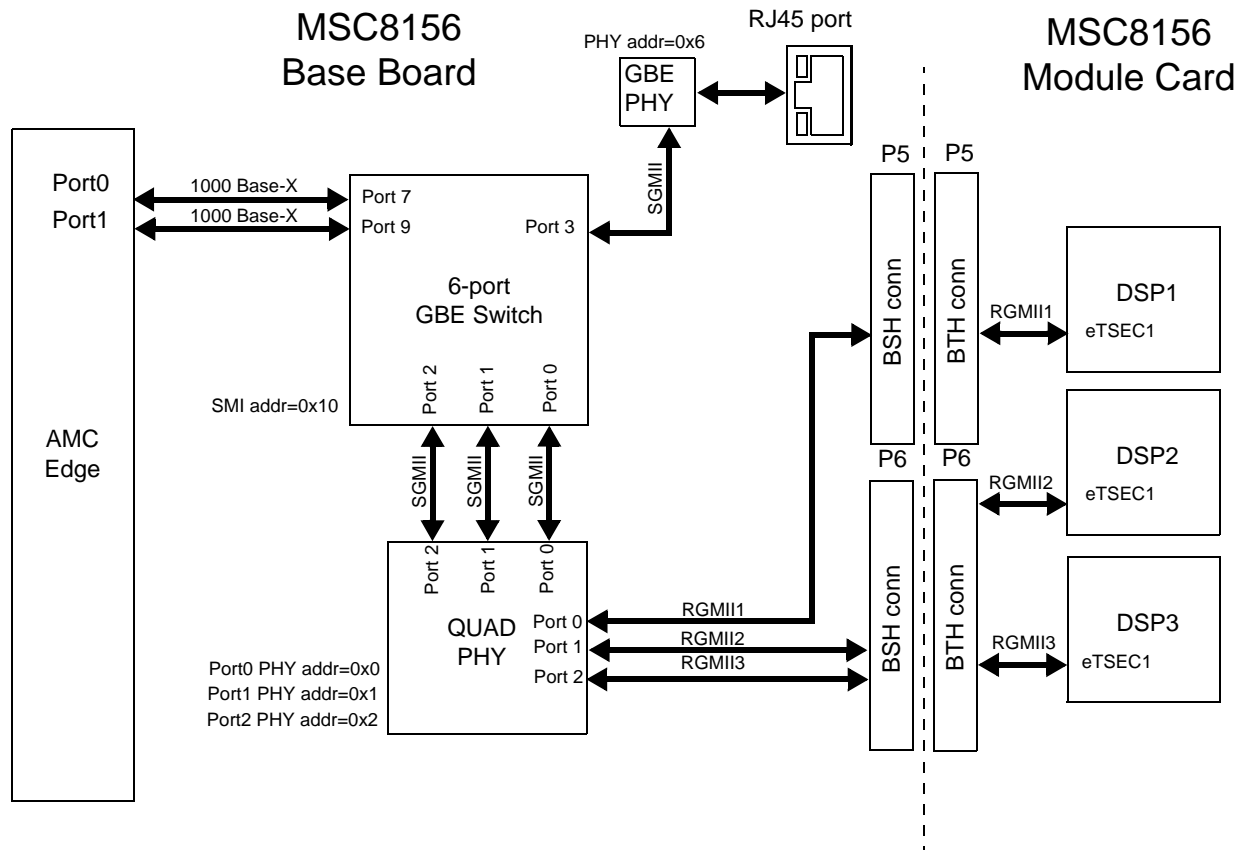 MSC8156
Base Board
RJ45 port
MSC8156
Module Card
PHY addr=0x6
GBE
PHY
SGMII
P5
P5
Port0
Port1
1000 Base-X
1000 Base-X
Port 7
Port 9
Port 3
6-port
GBE Switch
Port 2
Port 1
Port 0
SMI addr=0x10
AMC
Edge
SGMII
SGMII
SGMII
BSH conn
BTH conn
RGMII1
DSP1
eTSEC1
P6
P6
RGMII2
DSP2
eTSEC1
Port 2
Port 1
Port 0
QUAD
PHY
Port 0
Port 1
Port 2
RGMII1
RGMII2
RGMII3
BSH conn
BTH conn
RGMII3
DSP3
eTSEC1
Port0 PHY addr=0x0
Port1 PHY addr=0x1
Port2 PHY addr=0x2